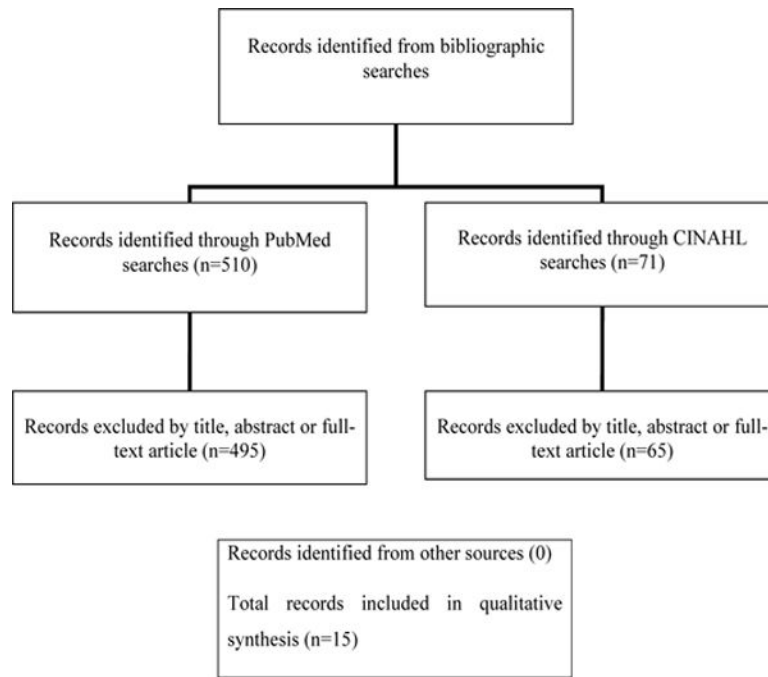 Records identified from bibliographic
searches
Records identified through PubMed
searches (n=510)
Records identified through CINAHL
searches (n=71)
Records excluded by title, abstract or full-
text article (n=495)
Records excluded by title, abstract or full-
text article (n=65)
Records identified from other sources (0)
Total records included in qualitative
synthesis (n=15)